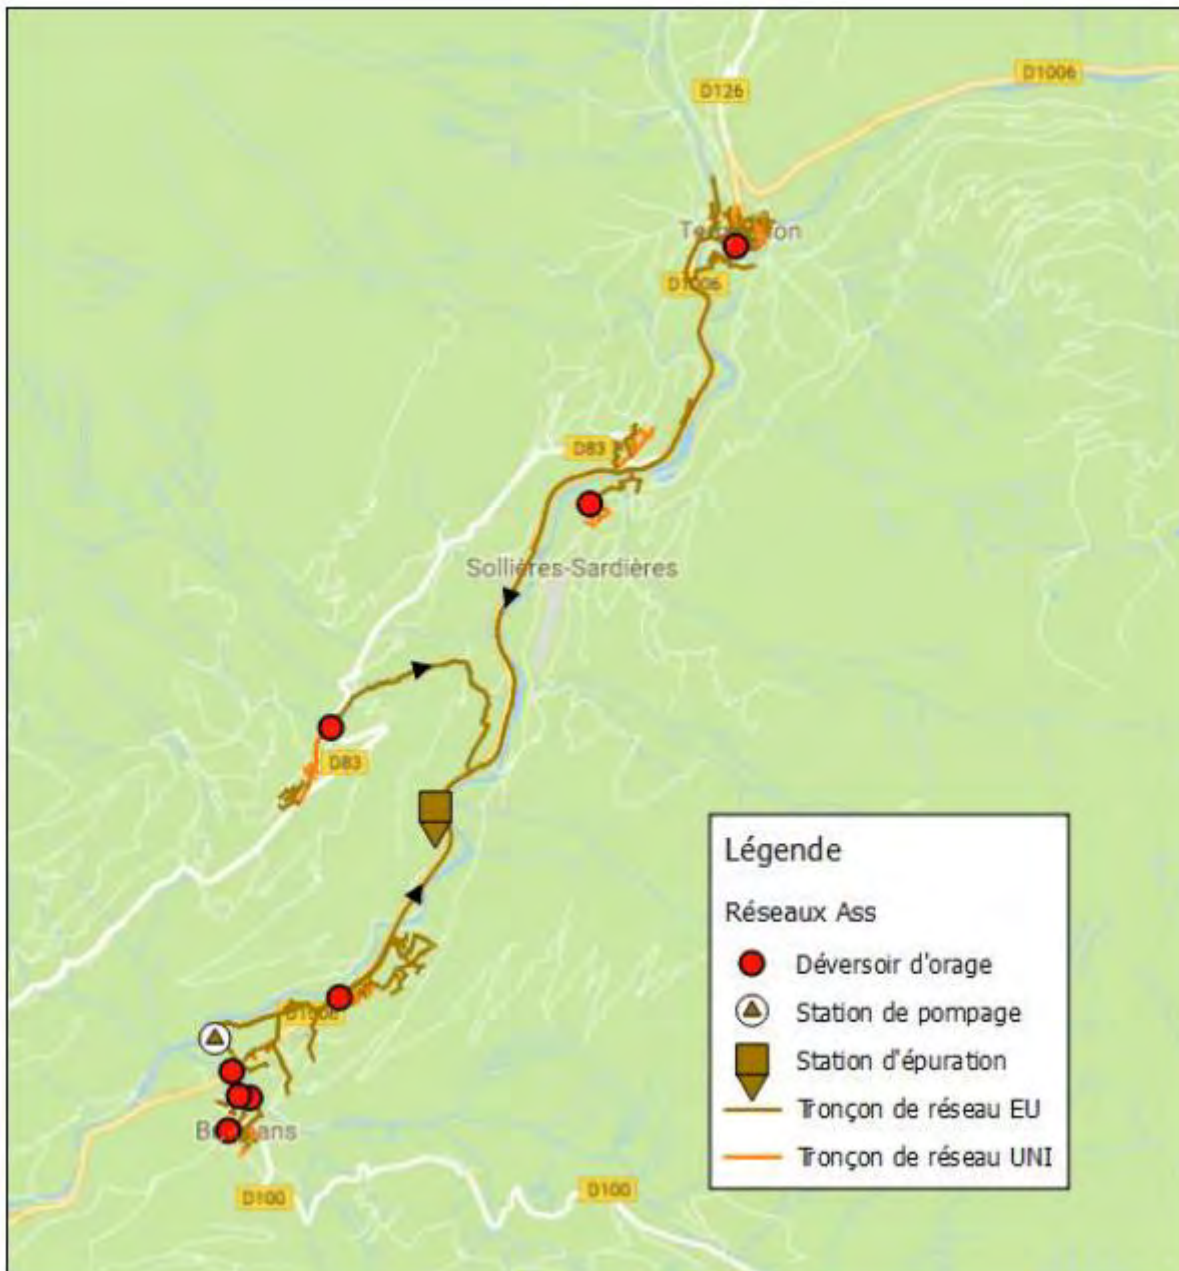 D1006
D126
D1006
D83
Sollières-Sardières
D83
D100
D100
Légende
Réseaux Ass
Déversoir d'orage
Station de pompage
Station d'épuration
Tronçon de réseau EU
Tronçon de réseau UNI